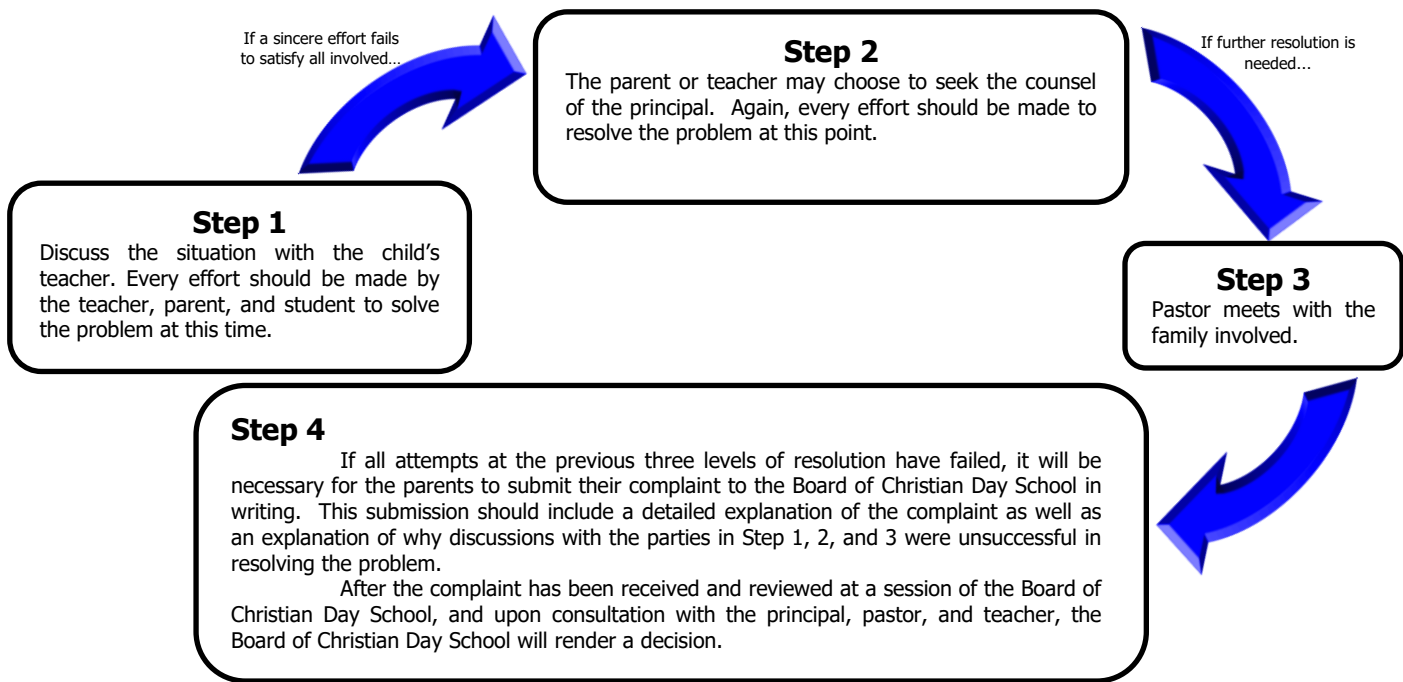 Step 1
Discuss the situation with the child’s
teacher. Every effort should be made by
the teacher, parent, and student to solve
the problem at this time.
If a sincere effort fails
to satisfy all involved…
Step 2
The parent or teacher may choose to seek the counsel
of the principal.  Again, every effort should be made to
resolve the problem at this point.
If further resolution is
needed…
Step 3
Pastor meets with the
family involved.
Step 4
If all attempts at the previous three levels of resolution have failed, it will be
necessary for the parents to submit their complaint to the Board of Christian Day School in
writing.  This submission should include a detailed explanation of the complaint as well as
an explanation of why discussions with the parties in Step 1, 2, and 3 were unsuccessful in
resolving the problem.
After the complaint has been received and reviewed at a session of the Board of
Christian Day School, and upon consultation with the principal, pastor, and teacher, the
Board of Christian Day School will render a decision.